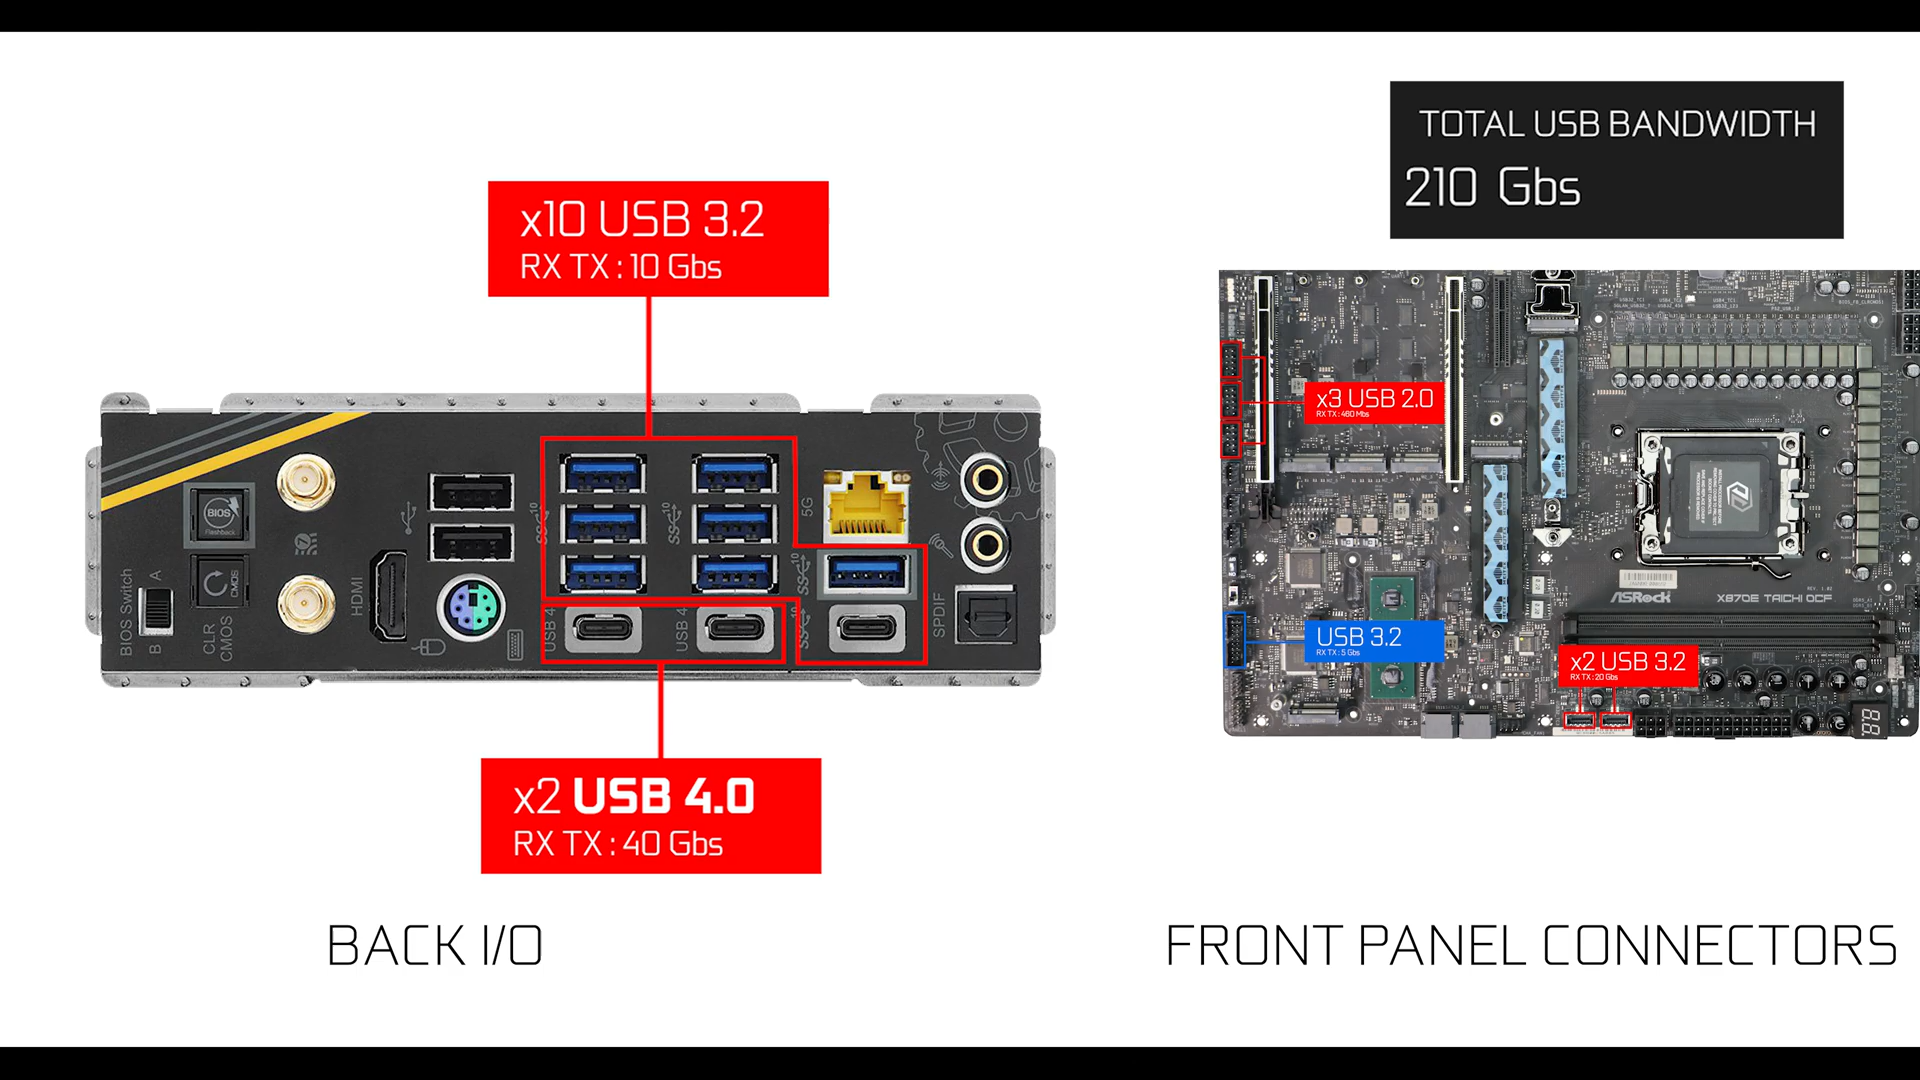 TOTAL USB BANDWIDTH
210 Gbs
x10 USB 3.2
RX TX : 10 Gbs
x3 USB 2.0
RX TX : 480 Mbs
BIOS
Flashback
CMOS
BIOS Switch
A
B
CLR
CMOS
HDMI
USB 4
USB 4
5G
SPDIF
ASRock
X870E TAICHI OCF
USB 3.2
RX TX : 5 Gbs
x2 USB 3.2
RX TX : 20 Gbs
x2 USB 4.0
RX TX : 40 Gbs
BACK I/O
FRONT PANEL CONNECTORS